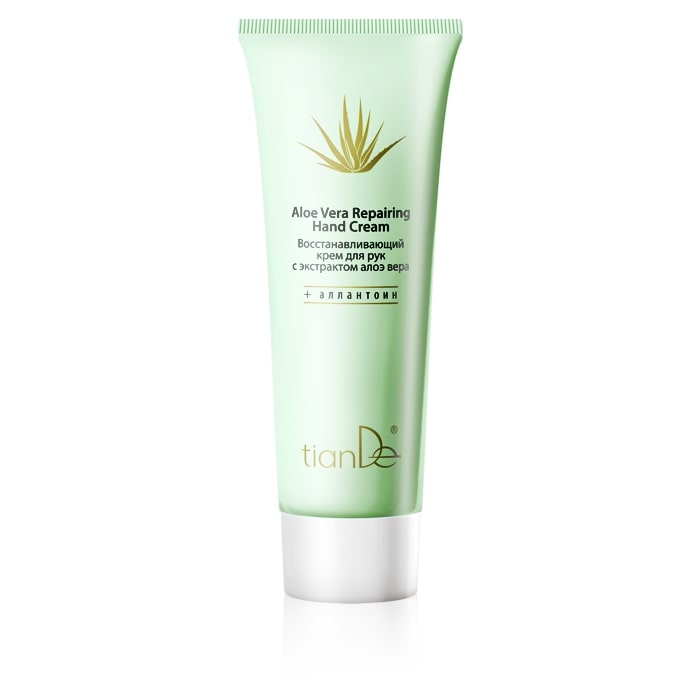 Aloe Vera Repairing
Hand Cream
Восстанавливающий
крем для рук
с экстрактом алоэ вера
+ аллантоин
tianDe®